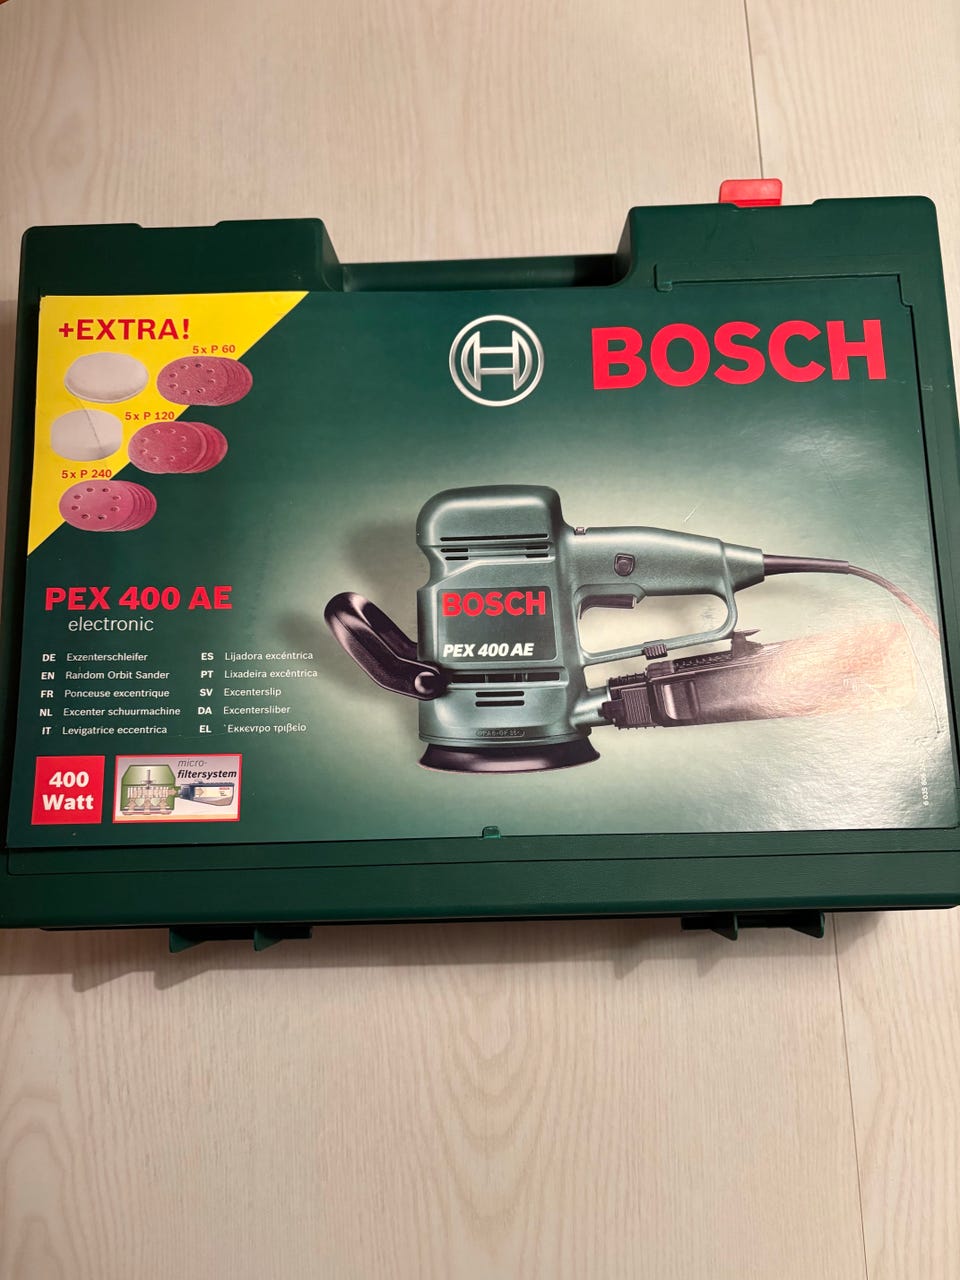 +EXTRA!
5 x P 60
5 x P 120
5 x P 240
BOSCH
PEX 400 AE
electronic
DE Exzenterschleifer
EN Random Orbit Sander
FR Ponceuse excentrique
NL Excenter schuurmachine
IT Levigatrice eccentrica
ES Lijadora excéntrica
PT Lixadeira excêntrica
SV Excenterslip
DA Excentersliber
EL ΄Εκκεντρο τριβείο
400
Watt
micro-
filtersystem
BOSCH
PEX 400 AE